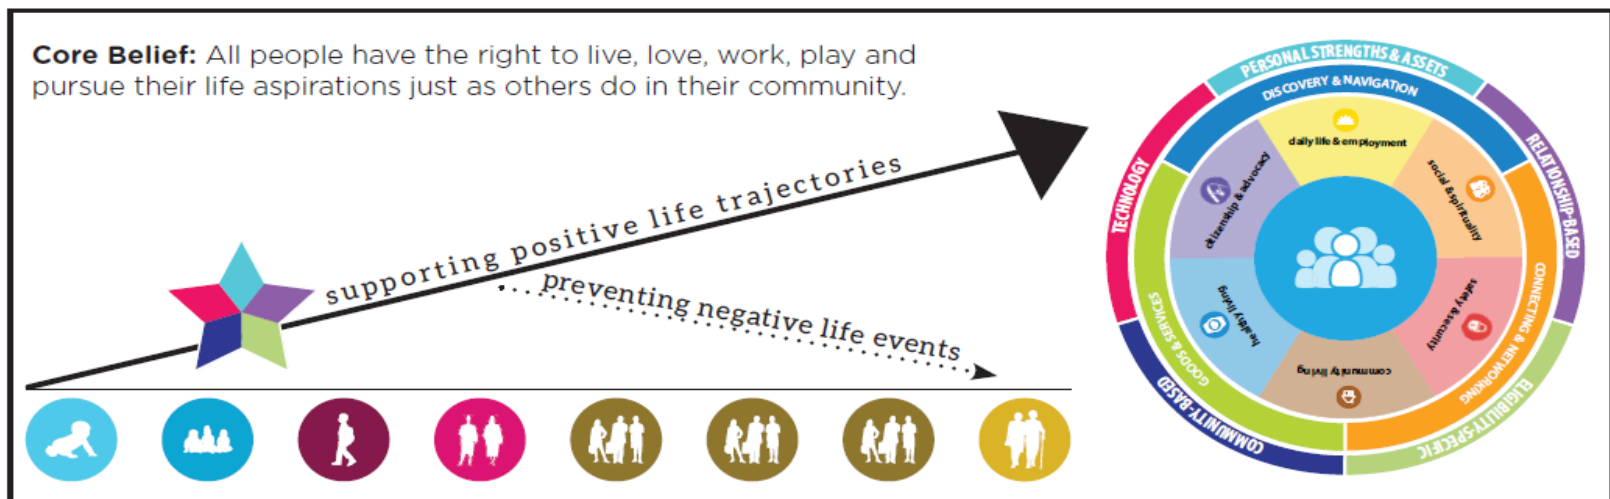 Core Belief: All people have the right to live, love, work, play and
pursue their life aspirations just as others do in their community.
supporting positive life trajectories
preventing negative life events
PERSONAL STRENGTHS & ASSETS
RELATIONSHIP-BASED
ELIGIBILITY-SPECIFIC
COMMUNITY-BASED
TECHNOLOGY
DISCOVERY & NAVIGATION
CONNECTING & NETWORKING
GOODS & SERVICES
daily life & employment
social & spirituality
safety & security
community living
healthy living
citizenship & advocacy